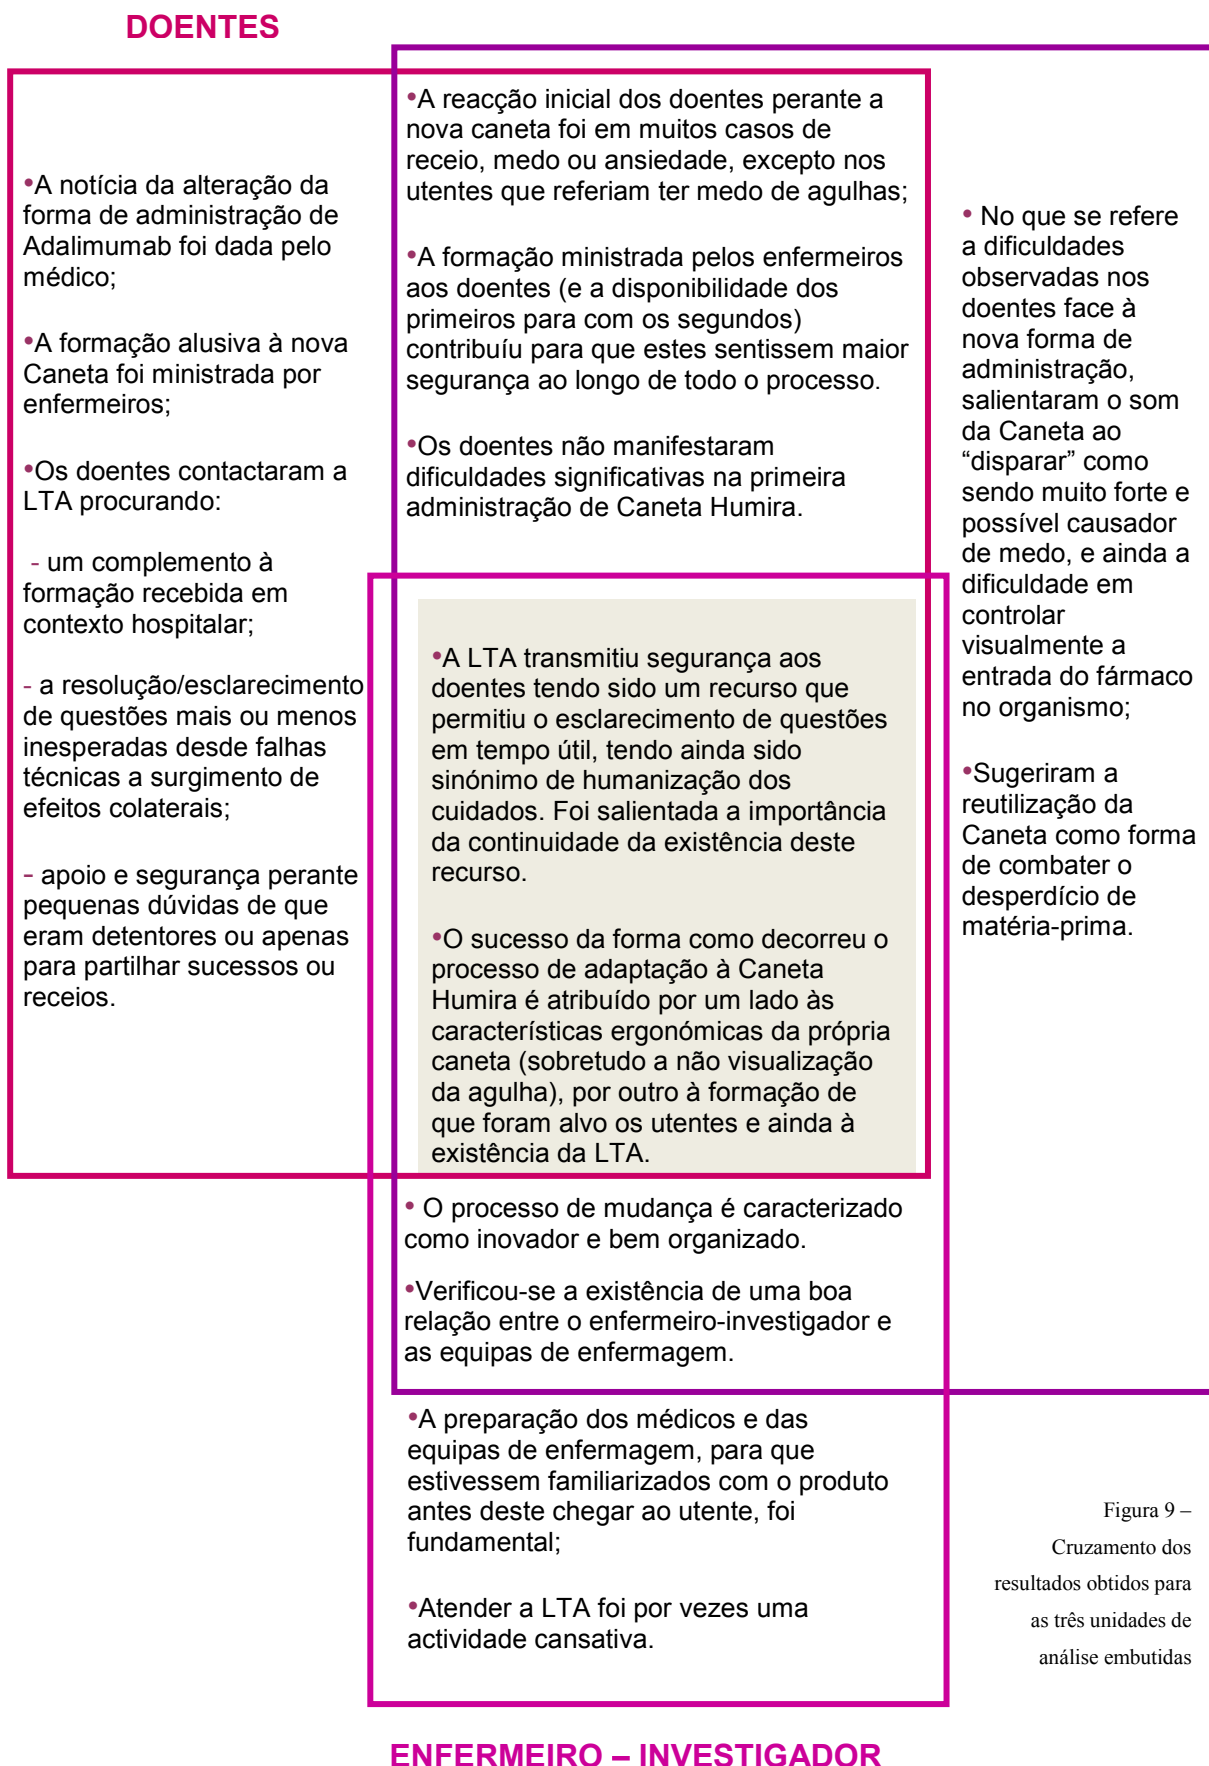 DOENTES
•A notícia da alteração da
forma de administração de
Adalimumab foi dada pelo
médico;
•A formação alusiva à nova
Caneta foi ministrada por
enfermeiros;
•Os doentes contactaram a
LTA procurando:
- um complemento à
formação recebida em
contexto hospitalar;
- a resolução/esclarecimento
de questões mais ou menos
inesperadas desde falhas
técnicas a surgimento de
efeitos colaterais;
- apoio e segurança perante
pequenas dúvidas de que
eram detentores ou apenas
para partilhar sucessos ou
receios.
•A reacção inicial dos doentes perante a
nova caneta foi em muitos casos de
receio, medo ou ansiedade, excepto nos
utentes que referiam ter medo de agulhas;
•A formação ministrada pelos enfermeiros
aos doentes (e a disponibilidade dos
primeiros para com os segundos)
contribuíu para que estes sentissem maior
segurança ao longo de todo o processo.
•Os doentes não manifestaram
dificuldades significativas na primeira
administração de Caneta Humira.
•A LTA transmitiu segurança aos
doentes tendo sido um recurso que
permitiu o esclarecimento de questões
em tempo útil, tendo ainda sido
sinónimo de humanização dos
cuidados. Foi salientada a importância
da continuidade da existência deste
recurso.
•O sucesso da forma como decorreu o
processo de adaptação à Caneta
Humira é atribuído por um lado às
características ergonómicas da própria
caneta (sobretudo a não visualização
da agulha), por outro à formação de
que foram alvo os utentes e ainda à
existência da LTA.
• O processo de mudança é caracterizado
como inovador e bem organizado.
•Verificou-se a existência de uma boa
relação entre o enfermeiro-investigador e
as equipas de enfermagem.
•A preparação dos médicos e das
equipas de enfermagem, para que
estivessem familiarizados com o produto
antes deste chegar ao utente, foi
fundamental;
•Atender a LTA foi por vezes uma
actividade cansativa.
• No que se refere
a dificuldades
observadas nos
doentes face à
nova forma de
administração,
salientaram o som
da Caneta ao
“disparar” como
sendo muito forte e
possível causador
de medo, e ainda a
dificuldade em
controlar
visualmente a
entrada do fármaco
no organismo;
•Sugeriram a
reutilização da
Caneta como forma
de combater o
desperdício de
matéria-prima.
Figura 9 –
Cruzamento dos
resultados obtidos para
as três unidades de
análise embutidas
ENFERMEIRO – INVESTIGADOR